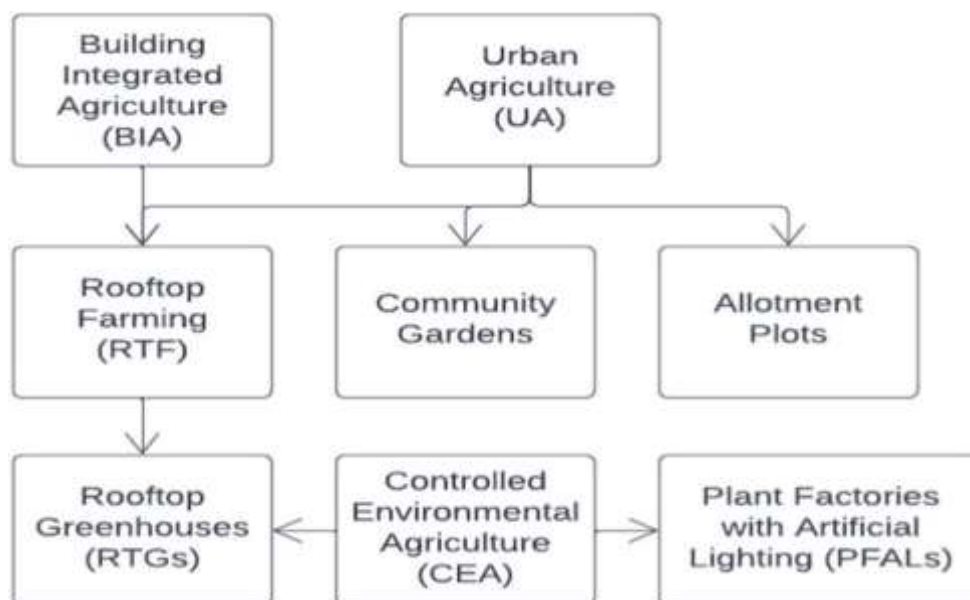 Building
Integrated
Agriculture
(BIA)
Urban
Agriculture
(UA)
Rooftop
Farming
(RTF)
Community
Gardens
Allotment
Plots
Rooftop
Greenhouses
(RTGs)
Controlled
Environmental
Agriculture
(CEA)
Plant Factories
with Artificial
Lighting (PFALs)